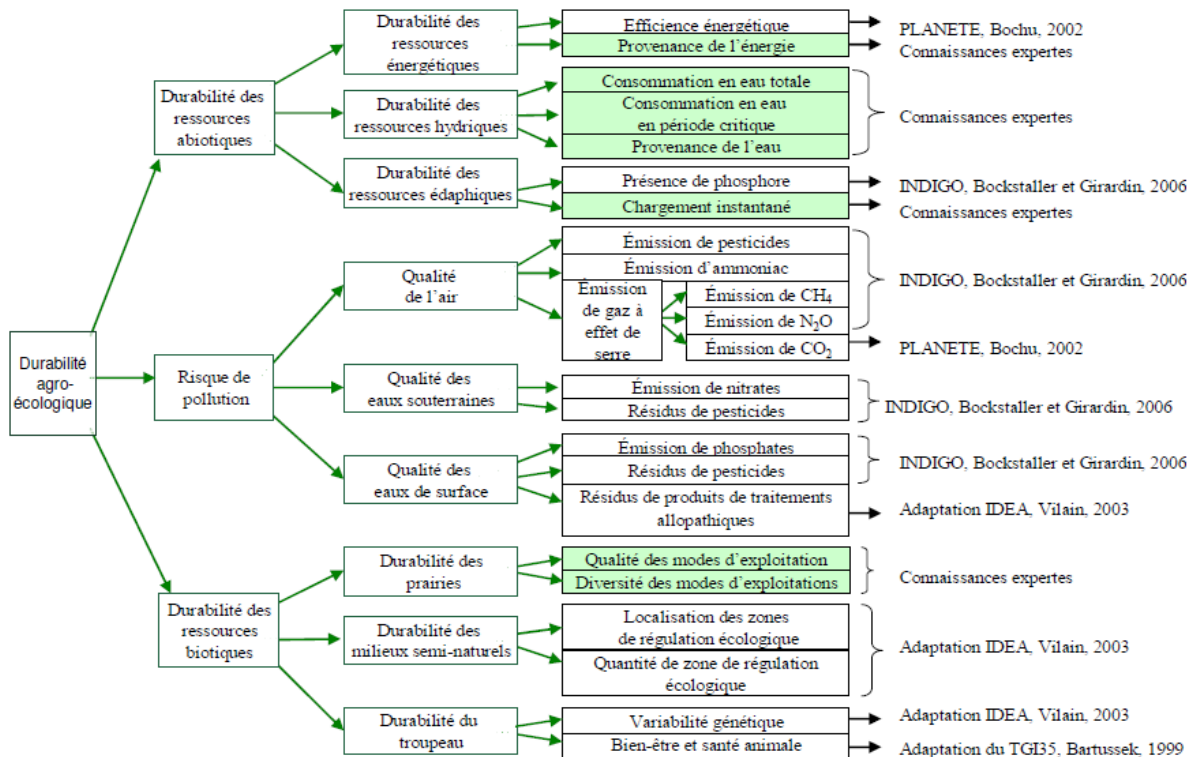 Durabilité
agro-
écologique
Durabilité des
ressources
abiotiques
Durabilité des
ressources
énergétiques
Efficience énergétique
PLANETE, Bochu, 2002
Provenance de l'énergie
Connaissances expertes
Durabilité des
ressources hydriques
Consommation en eau totale
Consommation en eau
en période critique
Provenance de l'eau
Connaissances expertes
Durabilité des
ressources édaphiques
Présence de phosphore
INDIGO, Bockstaller et Girardin, 2006
Chargement instantané
Connaissances expertes
Risque de
pollution
Qualité
de l'air
Émission de pesticides
Émission d'ammoniac
Émission
de gaz à
effet de
serre
Émission de CH4
Émission de N2O
INDIGO, Bockstaller et Girardin, 2006
Émission de CO2
PLANETE, Bochu, 2002
Qualité des
eaux souterraines
Émission de nitrates
Résidus de pesticides
INDIGO, Bockstaller et Girardin, 2006
Qualité des
eaux de surface
Émission de phosphates
Résidus de pesticides
INDIGO, Bockstaller et Girardin, 2006
Résidus de produits de traitements
allopathiques
Adaptation IDEA, Vilain, 2003
Durabilité des
ressources
biotiques
Durabilité des
prairies
Qualité des modes d'exploitation
Diversité des modes d'exploitations
Connaissances expertes
Durabilité des
milieux semi-naturels
Localisation des zones
de régulation écologique
Quantité de zone de régulation
écologique
Adaptation IDEA, Vilain, 2003
Durabilité du
troupeau
Variabilité génétique
Adaptation IDEA, Vilain, 2003
Bien-être et santé animale
Adaptation du TGI35, Bartussek, 1999